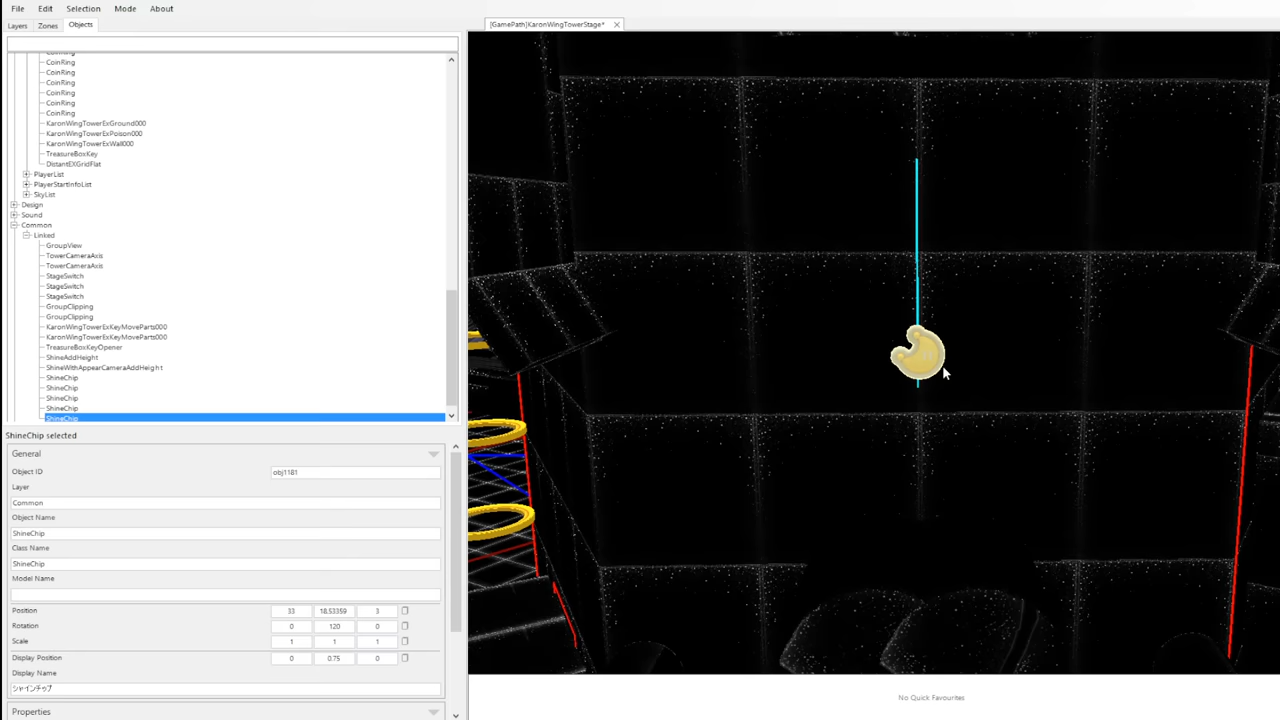 File Edit Selection Mode About
Layers Zones Objects
[GamePath]KaronWingTowerStage* ×
CoinRing
CoinRing
CoinRing
CoinRing
CoinRing
CoinRing
CoinRing
KaronWingTowerExGround000
KaronWingTowerExPoison000
KaronWingTowerExWall000
TreasureBoxKey
DistantEXGridFlat
PlayerList
PlayerStartInfoList
SkyList
Design
Sound
Common
Linked
GroupView
TowerCameraAxis
TowerCameraAxis
StageSwitch
StageSwitch
StageSwitch
GroupClipping
GroupClipping
KaronWingTowerExKeyMoveParts000
KaronWingTowerExKeyMoveParts000
TreasureBoxKeyOpener
ShineAddHeight
ShineWithAppearCameraAddHeight
ShineChip
ShineChip
ShineChip
ShineChip
ShineChip
ShineChip selected
General
Object ID obj1181
Layer
Common
Object Name
ShineChip
Class Name
ShineChip
Model Name
Position 33 18.53359 3
Rotation 0 120 0
Scale 1 1 1
Display Position 0 0.75 0
Display Name
シャインチップ
Properties
No Quick Favourites